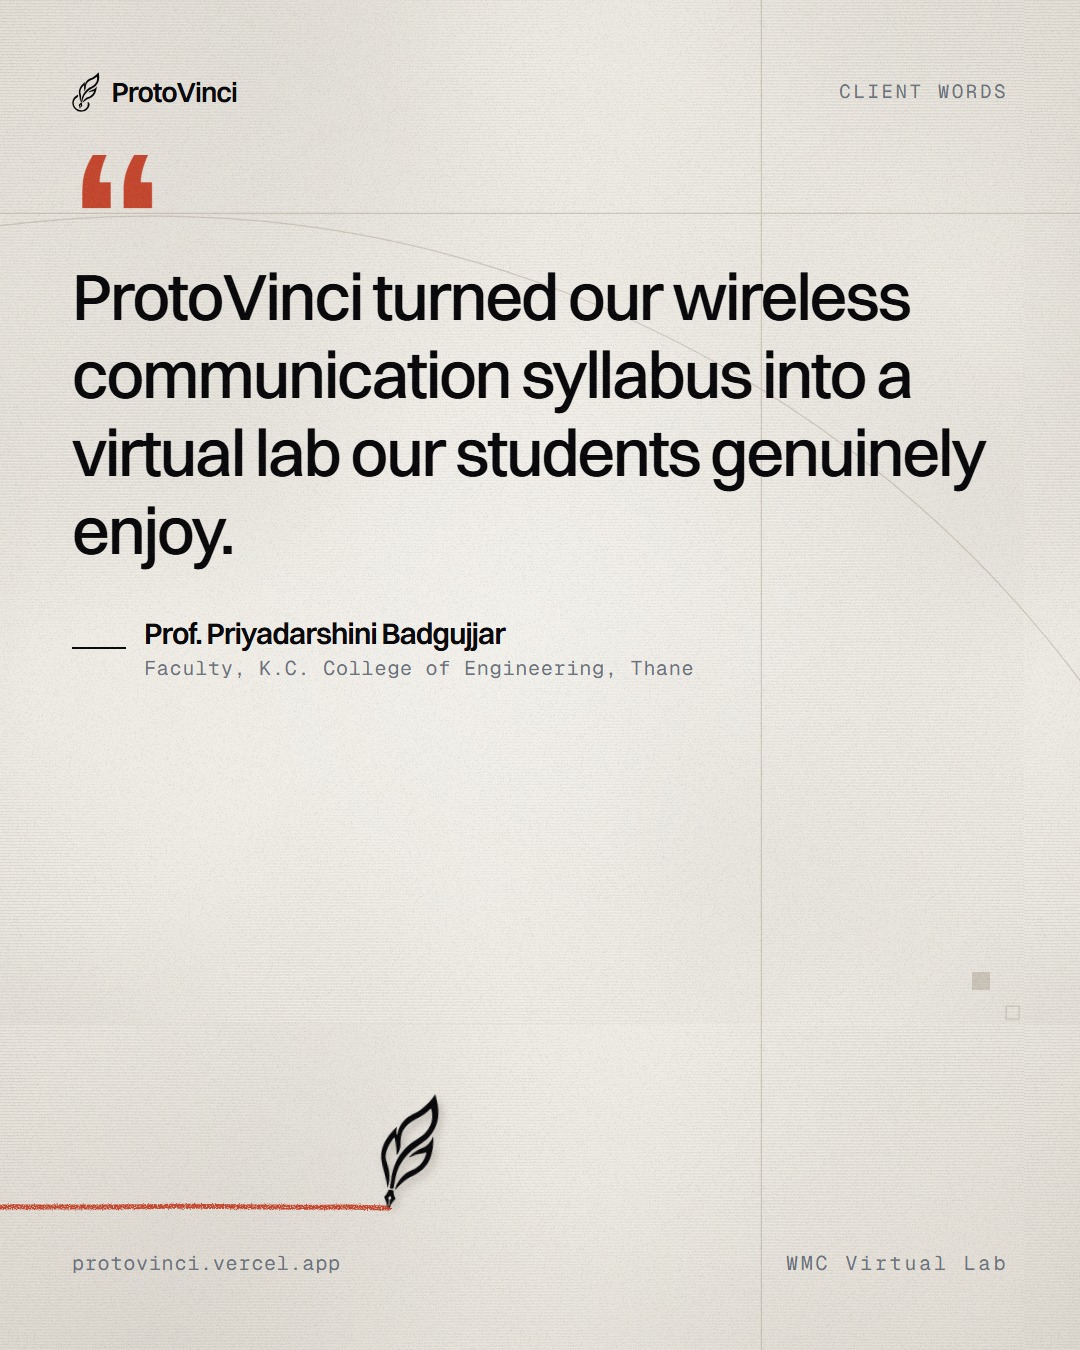 ProtoVinci
CLIENT WORDS
“
ProtoVinci turned our wireless
communication syllabus into a
virtual lab our students genuinely
enjoy.
Prof. Priyadarshini Badgujjar
Faculty, K.C. College of Engineering, Thane
protovinci.vercel.app
WMC Virtual Lab